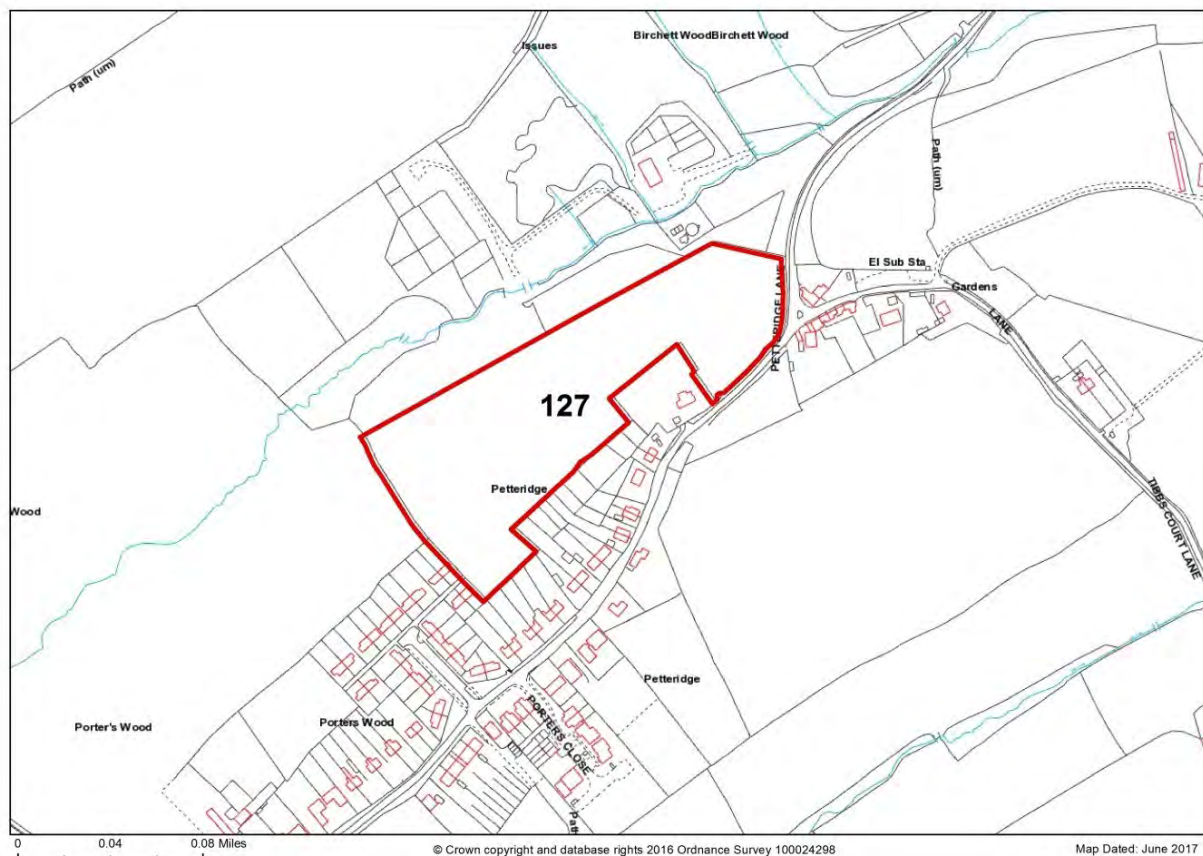 Path (um)
Issues
Birchett Wood
Birchett Wood
Path (um)
El Sub Sta
Gardens
PETTERIDGE LANE
LANE
127
Petteridge
TIBBS COURT LANE
Wood
Petteridge
Porter's Wood
Porters Wood
PORTERS CLOSE
Path
0 0.04 0.08 Miles
© Crown copyright and database rights 2016 Ordnance Survey 100024298
Map Dated: June 2017